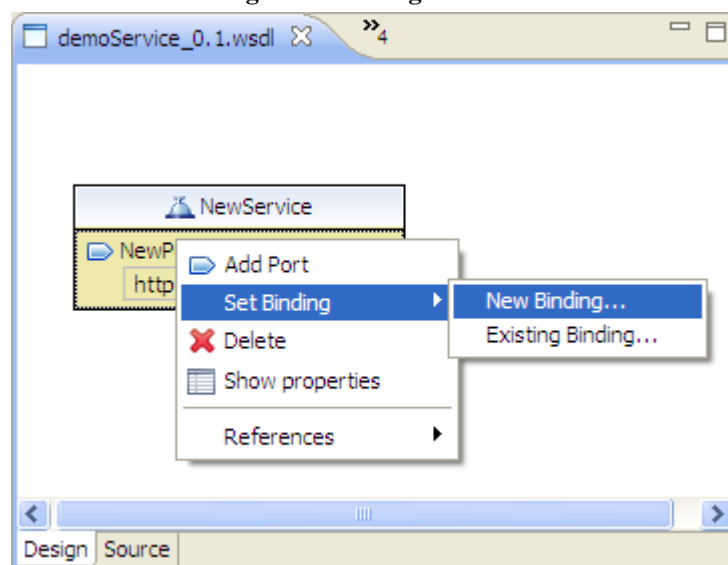 demoService_0.1.wsdl
»4
NewService
NewP
http
Add Port
Set Binding
Delete
Show properties
References
New Binding...
Existing Binding...
Design Source